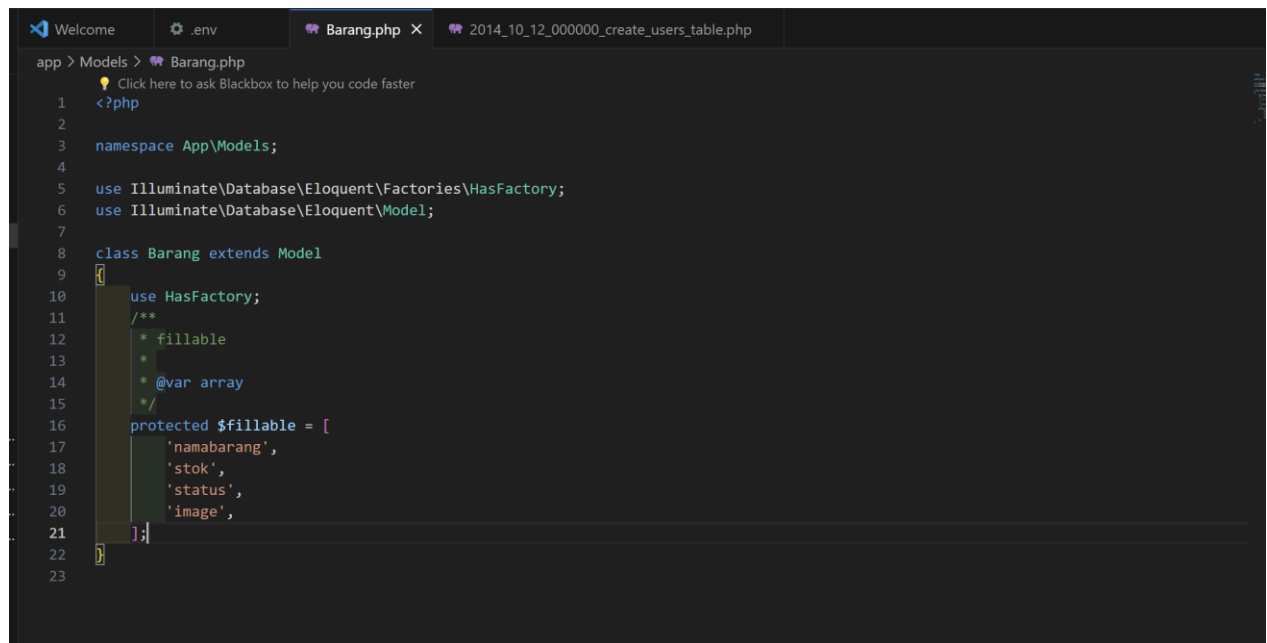 Welcome .env Barang.php 2014_10_12_000000_create_users_table.php
app > Models > Barang.php
Click here to ask Blackbox to help you code faster
1 <?php
2
3 namespace App\Models;
4
5 use Illuminate\Database\Eloquent\Factories\HasFactory;
6 use Illuminate\Database\Eloquent\Model;
7
8 class Barang extends Model
9 {
10 use HasFactory;
11 /**
12 * fillable
13 *
14 * @var array
15 */
16 protected $fillable = [
17 'namabarang',
18 'stok',
19 'status',
20 'image',
21 ];
22 }
23